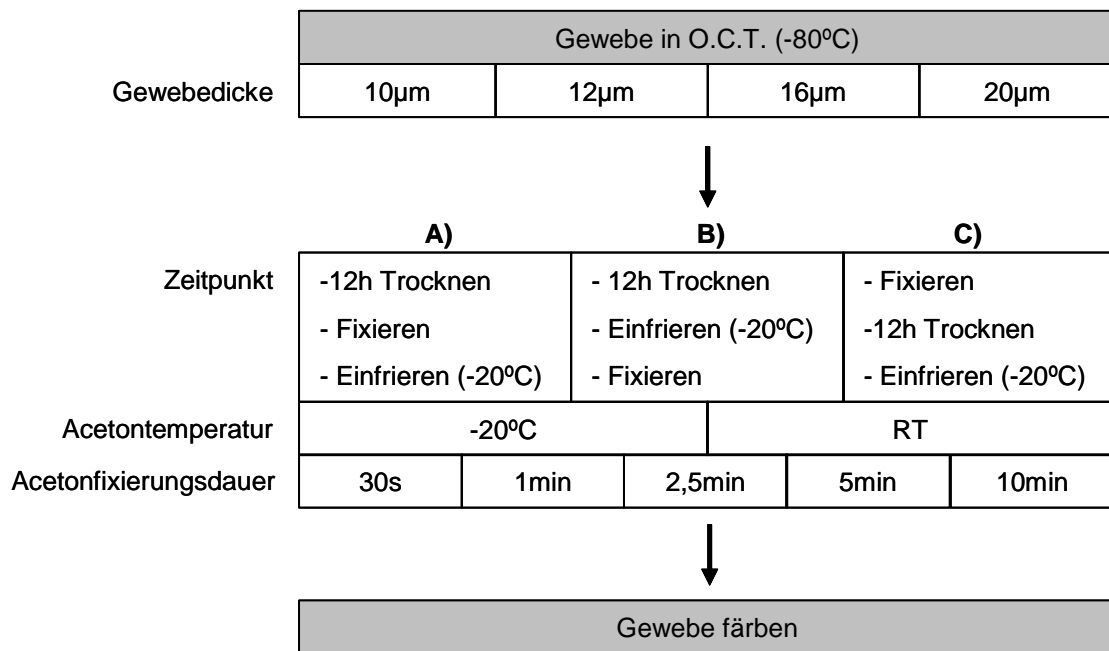 Gewebe in O.C.T. (-80ºC)
Gewebedicke 10µm 12µm 16µm 20µm
A) B) C)
Zeitpunkt -12h Trocknen - 12h Trocknen - Fixieren
- Fixieren - Einfrieren (-20ºC) -12h Trocknen
- Einfrieren (-20ºC) - Fixieren - Einfrieren (-20ºC)
Acetontemperatur -20ºC RT
Acetonfixierungsdauer 30s 1min 2,5min 5min 10min
Gewebe färben